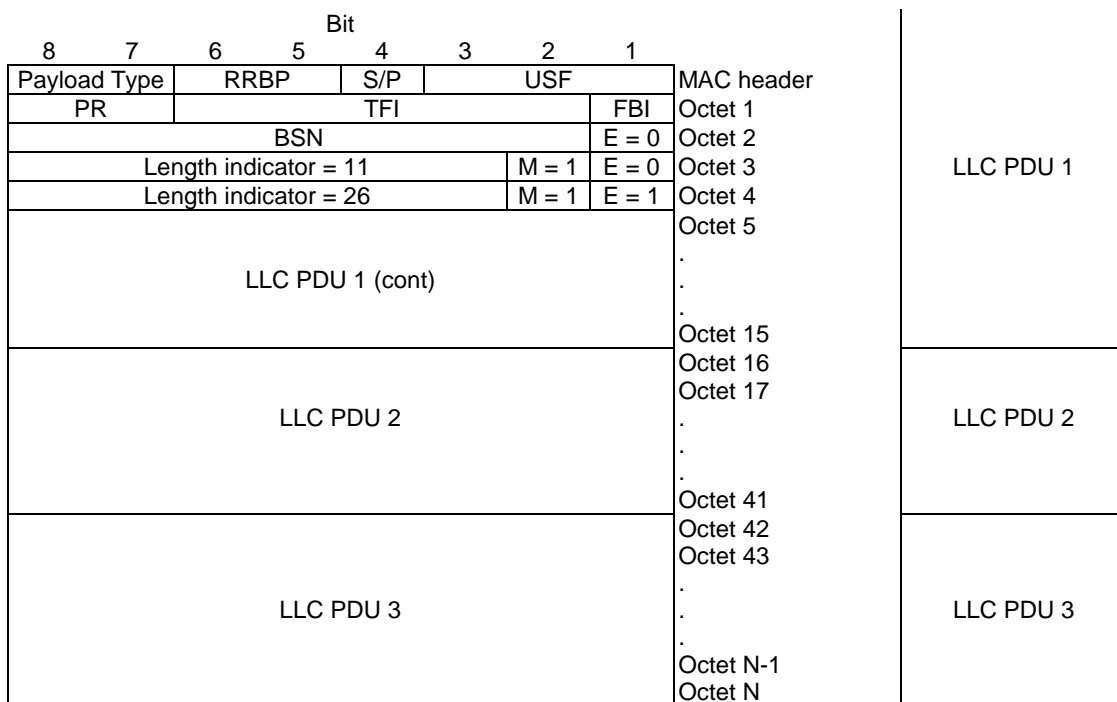 Bit
8 7 6 5 4 3 2 1
Payload Type RRBP S/P USF MAC header
PR TFI FBI Octet 1
BSN E = 0 Octet 2
Length indicator = 11 M = 1 E = 0 Octet 3 LLC PDU 1
Length indicator = 26 M = 1 E = 1 Octet 4
Octet 5
.
LLC PDU 1 (cont) .
.
Octet 15
Octet 16
Octet 17
LLC PDU 2 . LLC PDU 2
.
.
Octet 41
Octet 42
Octet 43
.
LLC PDU 3 . LLC PDU 3
.
Octet N-1
Octet N